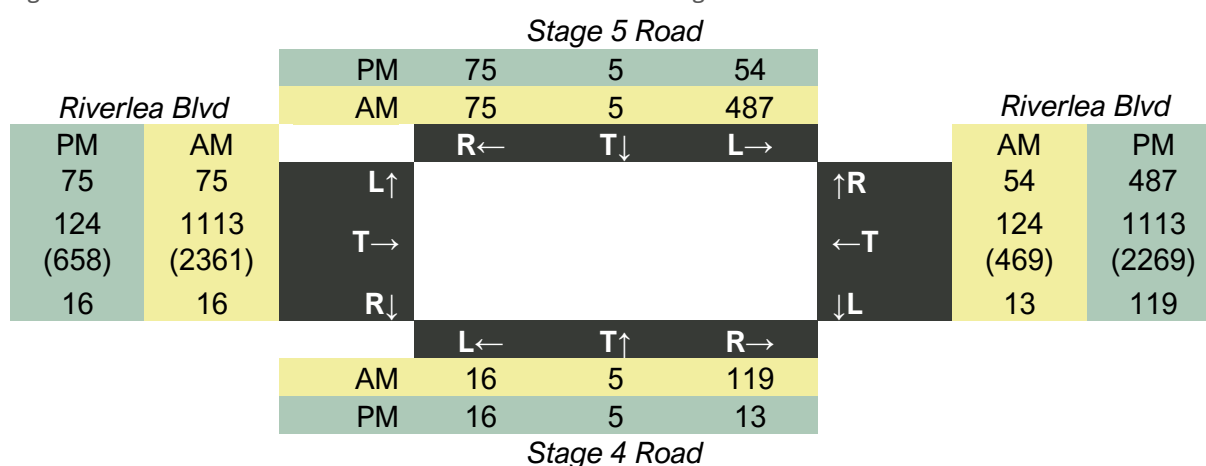 Stage 5 Road
PM 75 5 54
Riverlea Blvd AM 75 5 487 Riverlea Blvd
PM AM R← T↓ L→ AM PM
75 75 L↑ ↑R 54 487
124 1113 T→ ←T 124 1113
(658) (2361) (469) (2269)
16 16 R↓ ↓L 13 119
L← T↑ R→
AM 16 5 119
PM 16 5 13
Stage 4 Road